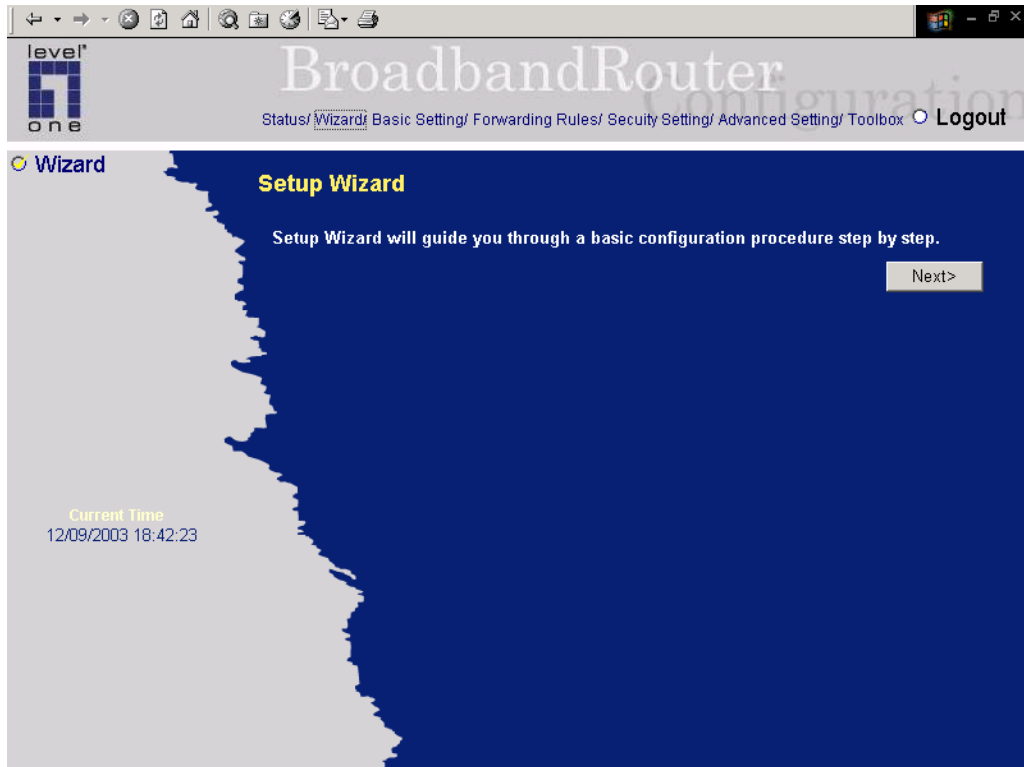 level
one
BroadbandRouter
Configuration
Status/ Wizard/ Basic Setting/ Forwarding Rules/ Secuity Setting/ Advanced Setting/ Toolbox Logout
Wizard
Setup Wizard
Setup Wizard will guide you through a basic configuration procedure step by step.
Next>
Current Time
12/09/2003 18:42:23